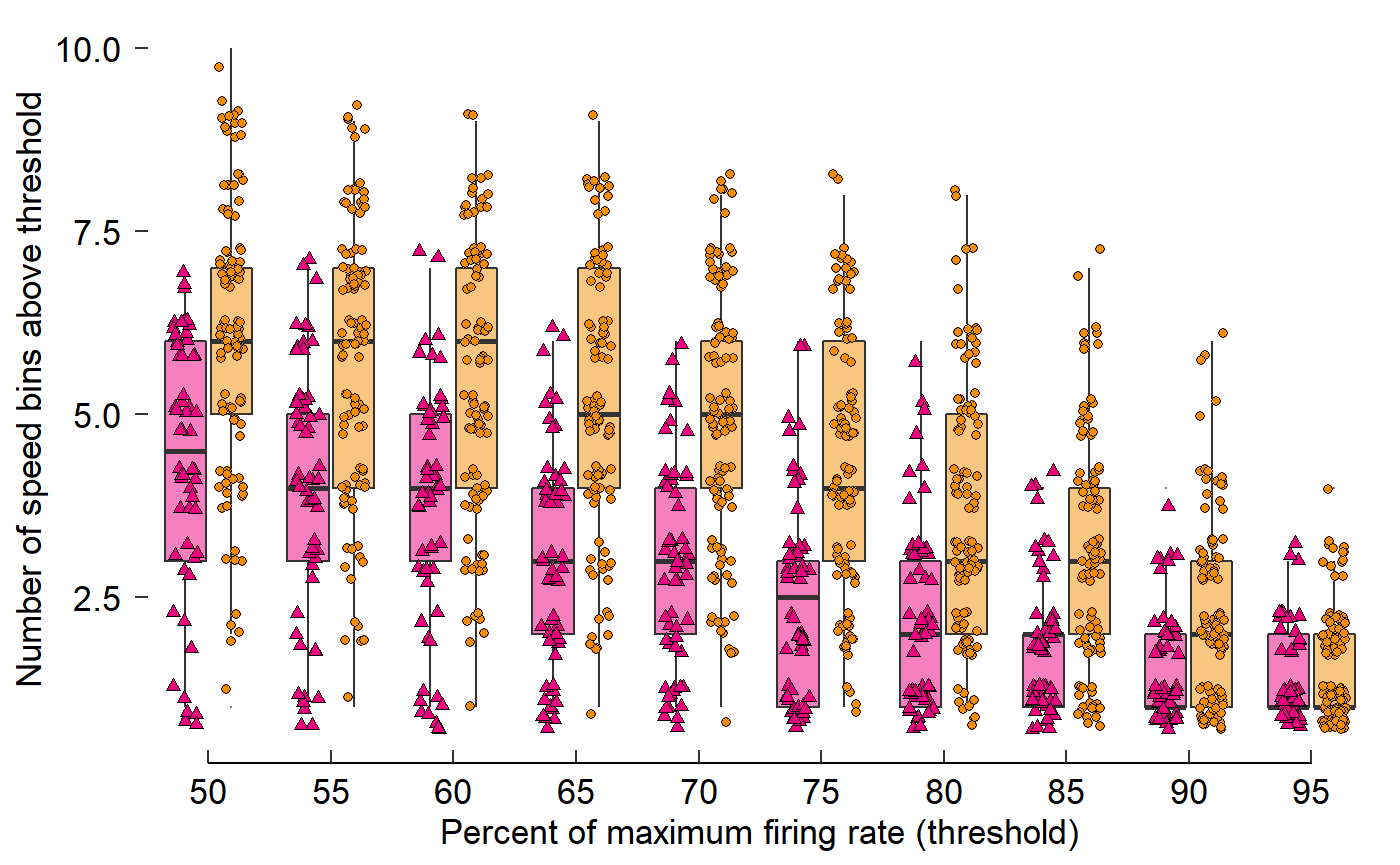 10.0
7.5
5.0
2.5
Number of speed bins above threshold
50 55 60 65 70 75 80 85 90 95
Percent of maximum firing rate (threshold)